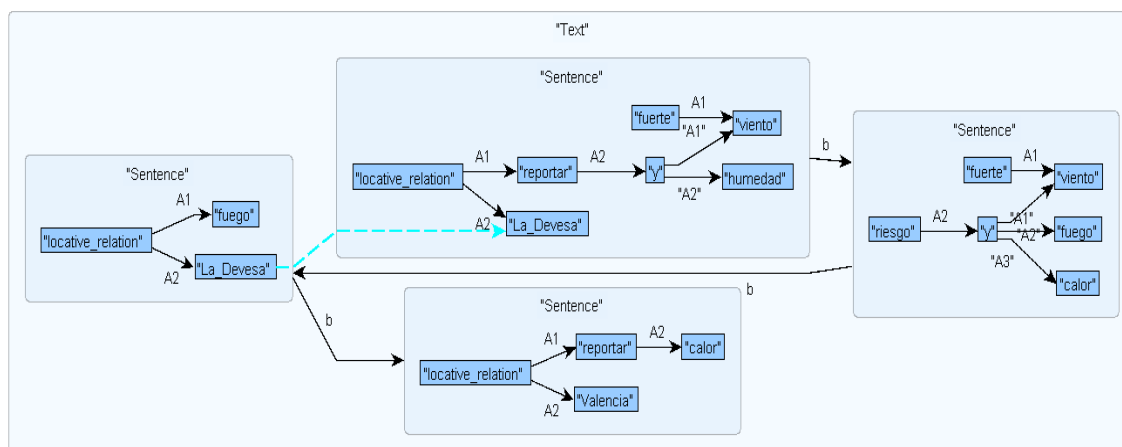 "Text"
"Sentence"
A1
"fuego"
"locative_relation"
A2
"La_Devesa"
"Sentence"
"fuerte"
A1
"viento"
"A1"
"locative_relation"
A1
"reportar"
A2
"y"
"A2"
"humedad"
A2
"La_Devesa"
b
"Sentence"
"fuerte"
A1
"viento"
"riesgo"
A2
"y"
"A1"
"A2"
"fuego"
"A3"
"calor"
b
b
"Sentence"
A1
"reportar"
A2
"calor"
"locative_relation"
A2
"Valencia"